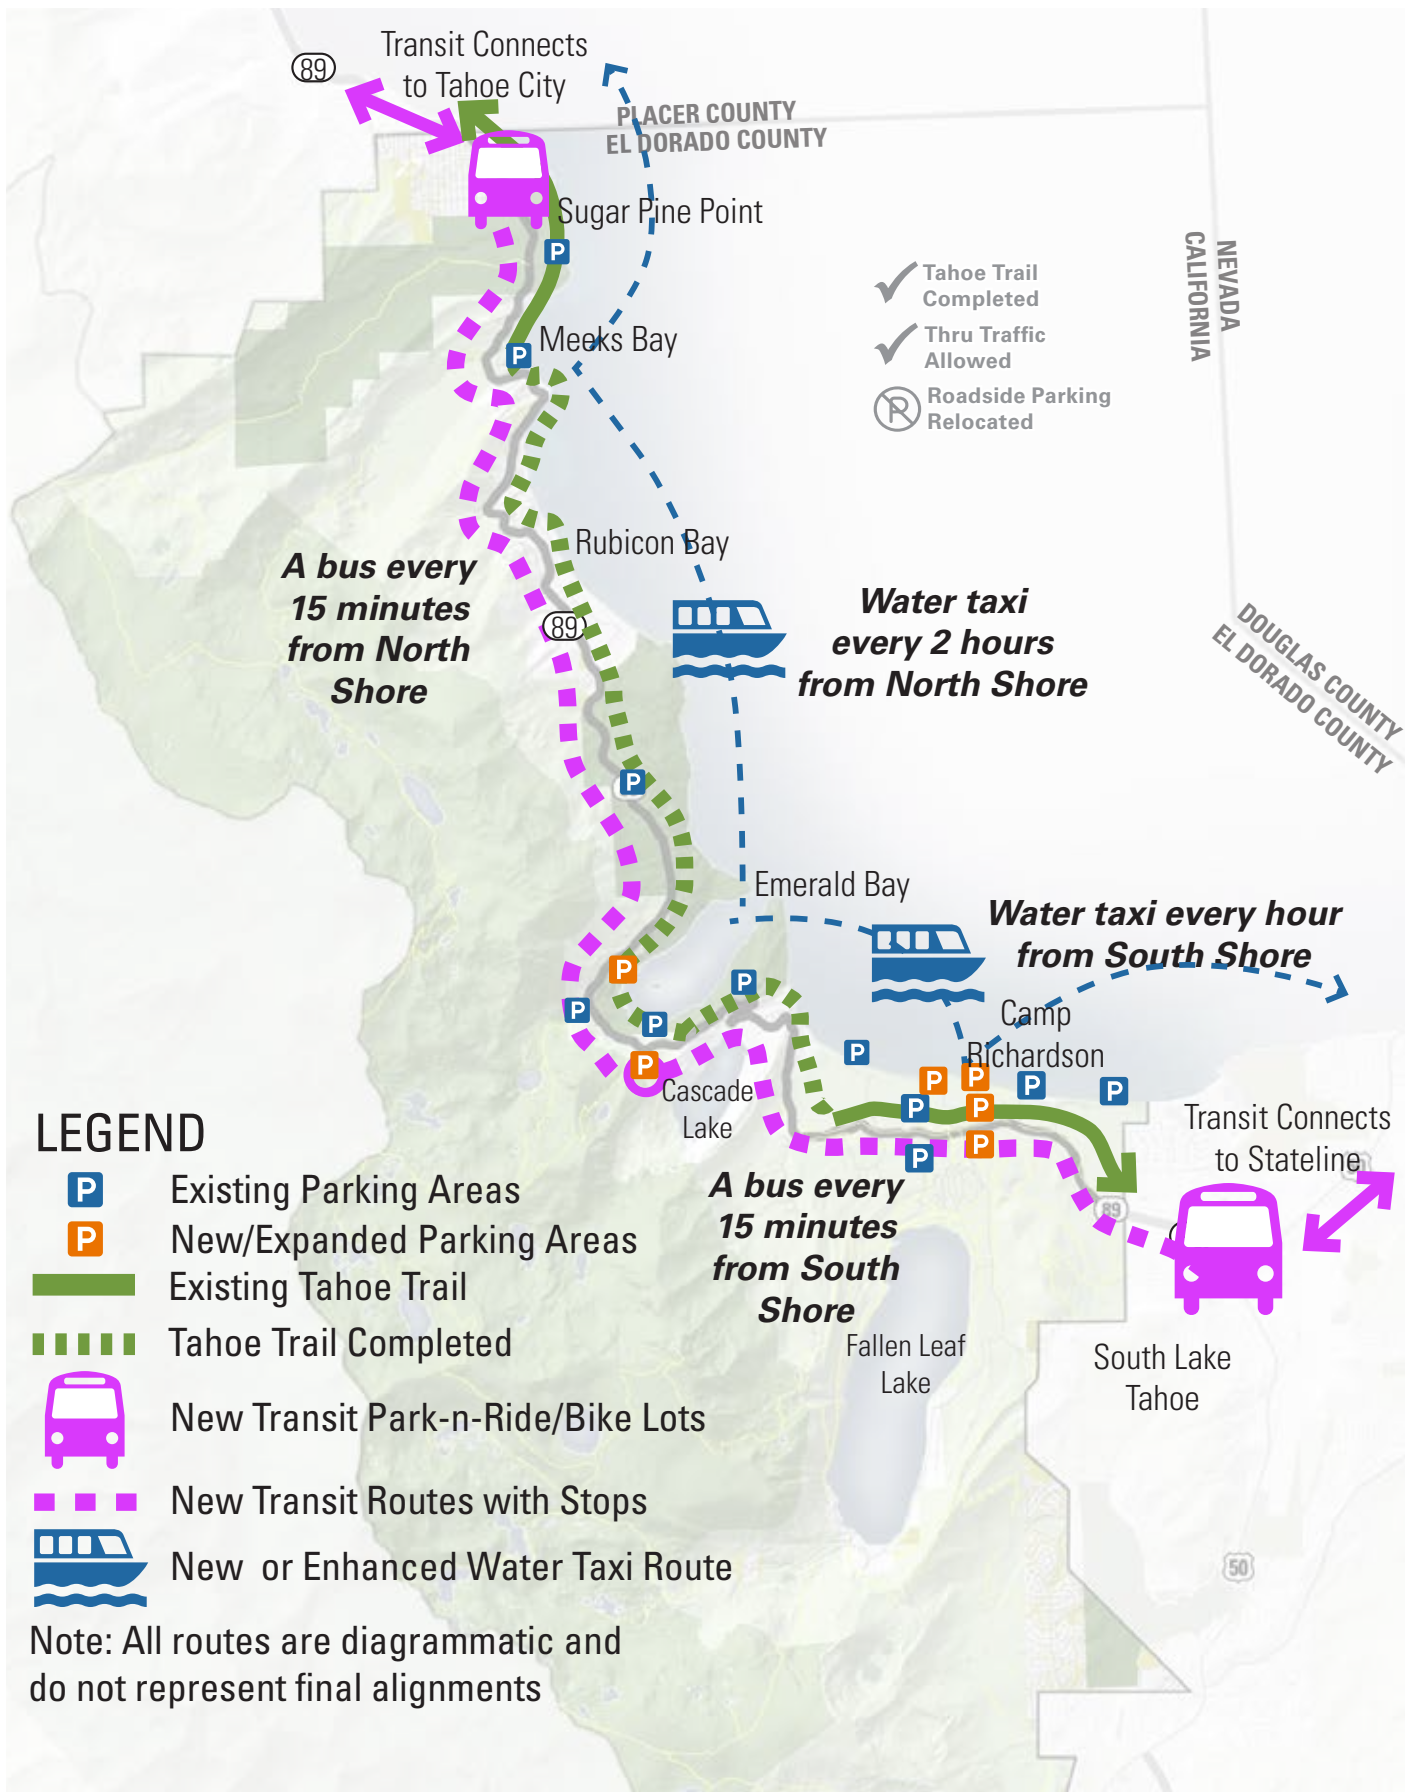 89
Transit Connects
to Tahoe City
PLACER COUNTY
EL DORADO COUNTY
Sugar Pine Point
P
NEVADA
CALIFORNIA
Tahoe Trail
Completed
Thru Traffic
Allowed
Roadside Parking
Relocated
P
Meeks Bay
P
Rubicon Bay
A bus every
15 minutes
from North
Shore
89
Water taxi
every 2 hours
from North Shore
DOUGLAS COUNTY
EL DORADO COUNTY
P
Emerald Bay
Water taxi every hour
from South Shore
P
P
P
P
Camp
Richardson
P
P
P
P
P
P
Cascade
Lake
P
P
P
P
Transit Connects
to Stateline
A bus every
15 minutes
from South
Shore
89
Fallen Leaf
Lake
South Lake
Tahoe
50
LEGEND
P Existing Parking Areas
P New/Expanded Parking Areas
Existing Tahoe Trail
Tahoe Trail Completed
New Transit Park-n-Ride/Bike Lots
New Transit Routes with Stops
New or Enhanced Water Taxi Route
Note: All routes are diagrammatic and
do not represent final alignments